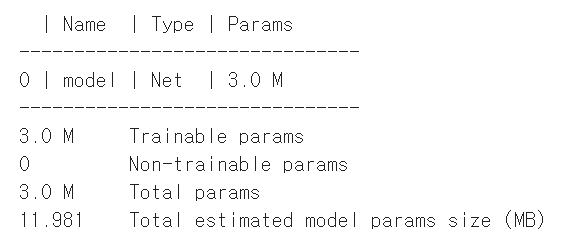 | Name  | Type | Params
-------------------------------
0 | model | Net  | 3.0 M
-------------------------------
3.0 M     Trainable params
0         Non-trainable params
3.0 M     Total params
11.981    Total estimated model params size (MB)